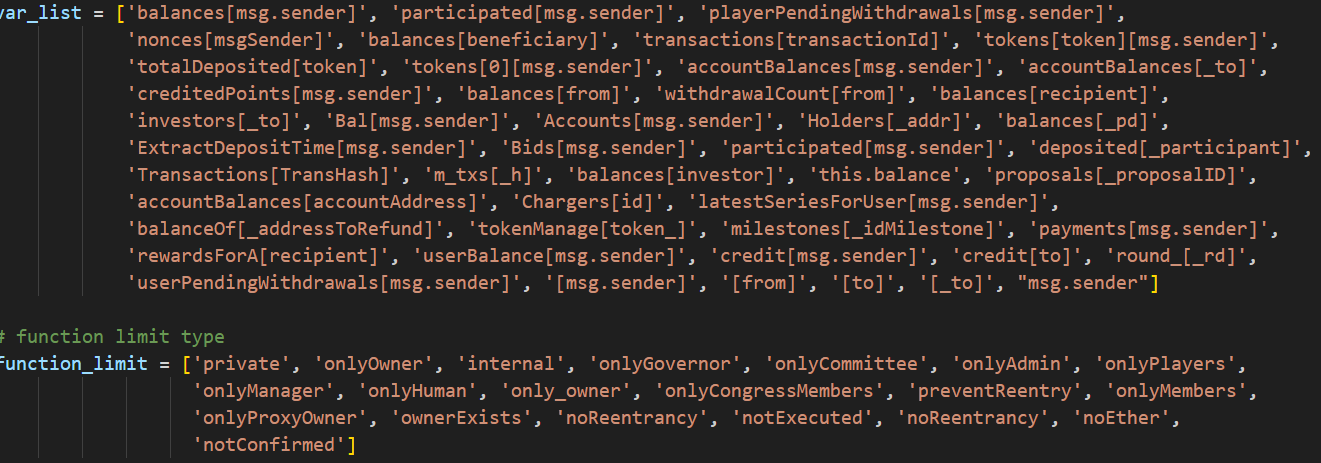 var_list = ['balances[msg.sender]', 'participated[msg.sender]', 'playerPendingWithdrawals[msg.sender]',
'nonces[msgSender]', 'balances[beneficiary]', 'transactions[transactionId]', 'tokens[token][msg.sender]',
'totalDeposited[token]', 'tokens[0][msg.sender]', 'accountBalances[msg.sender]', 'accountBalances[_to]',
'creditedPoints[msg.sender]', 'balances[from]', 'withdrawalCount[from]', 'balances[recipient]',
'investors[_to]', 'Bal[msg.sender]', 'Accounts[msg.sender]', 'Holders[_addr]', 'balances[_pd]',
'ExtractDepositTime[msg.sender]', 'Bids[msg.sender]', 'participated[msg.sender]', 'deposited[_participant]',
'Transactions[TransHash]', 'm_txs[_h]', 'balances[investor]', 'this.balance', 'proposals[_proposalID]',
'accountBalances[accountAddress]', 'Chargers[id]', 'latestSeriesForUser[msg.sender]',
'balanceOf[_addressToRefund]', 'tokenManage[token_]', 'milestones[_idMilestone]', 'payments[msg.sender]',
'rewardsForA[recipient]', 'userBalance[msg.sender]', 'credit[msg.sender]', 'credit[to]', 'round_[_rd]',
'userPendingWithdrawals[msg.sender]', '[msg.sender]', '[from]', '[to]', '[_to]', "msg.sender"]
# function limit type
function_limit = ['private', 'onlyOwner', 'internal', 'onlyGovernor', 'onlyCommittee', 'onlyAdmin', 'onlyPlayers',
'onlyManager', 'onlyHuman', 'only_owner', 'onlyCongressMembers', 'preventReentry', 'onlyMembers',
'onlyProxyOwner', 'ownerExists', 'noReentrancy', 'notExecuted', 'noReentrancy', 'noEther',
'notConfirmed']